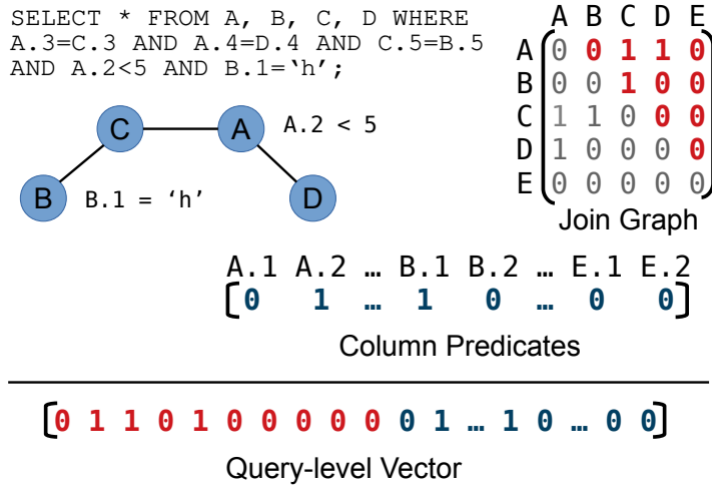 SELECT * FROM A, B, C, D WHERE
A.3=C.3 AND A.4=D.4 AND C.5=B.5
AND A.2<5 AND B.1=‘h’;
A B C D E
A 0 0 1 1 0
B 0 0 1 0 0
C 1 1 0 0 0
D 1 0 0 0 0
E 0 0 0 0 0
Join Graph
C A A.2 < 5
B B.1 = ‘h’ D
A.1 A.2 … B.1 B.2 … E.1 E.2
[0 1 … 1 0 … 0 0]
Column Predicates
[0 1 1 0 1 0 0 0 0 0 0 1 … 1 0 … 0 0]
Query-level Vector